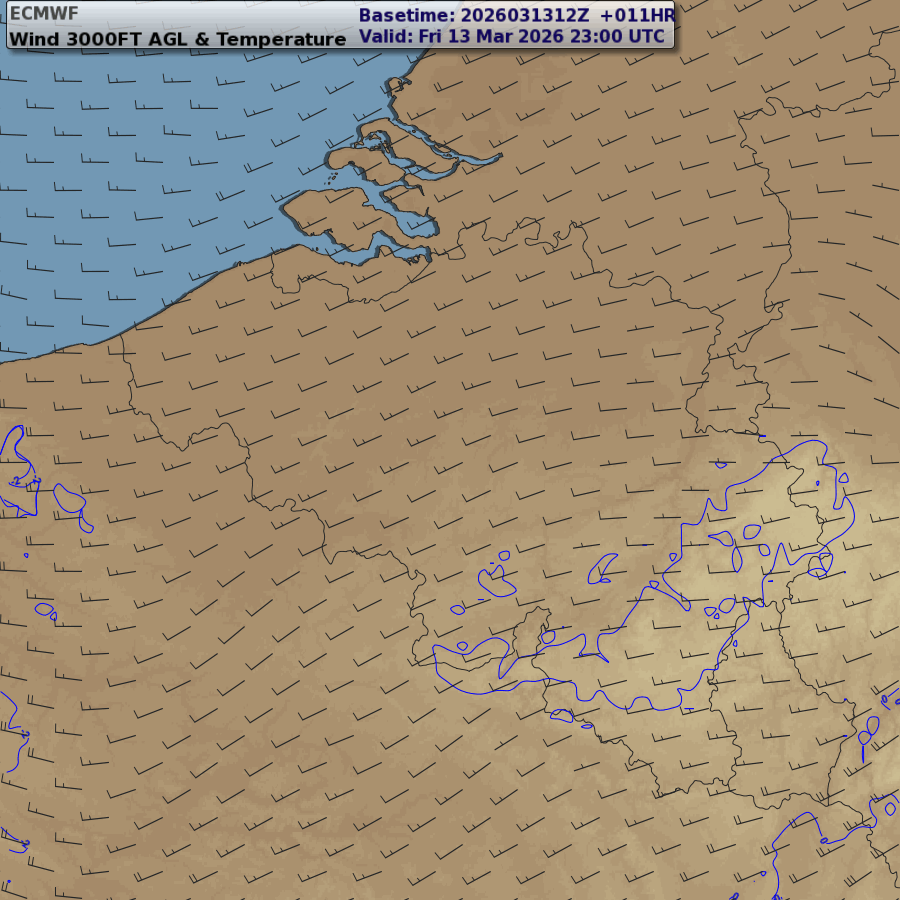 ECMWF
Basetime: 2026031312Z +011HR
Wind 3000FT AGL & Temperature
Valid: Fri 13 Mar 2026 23:00 UTC